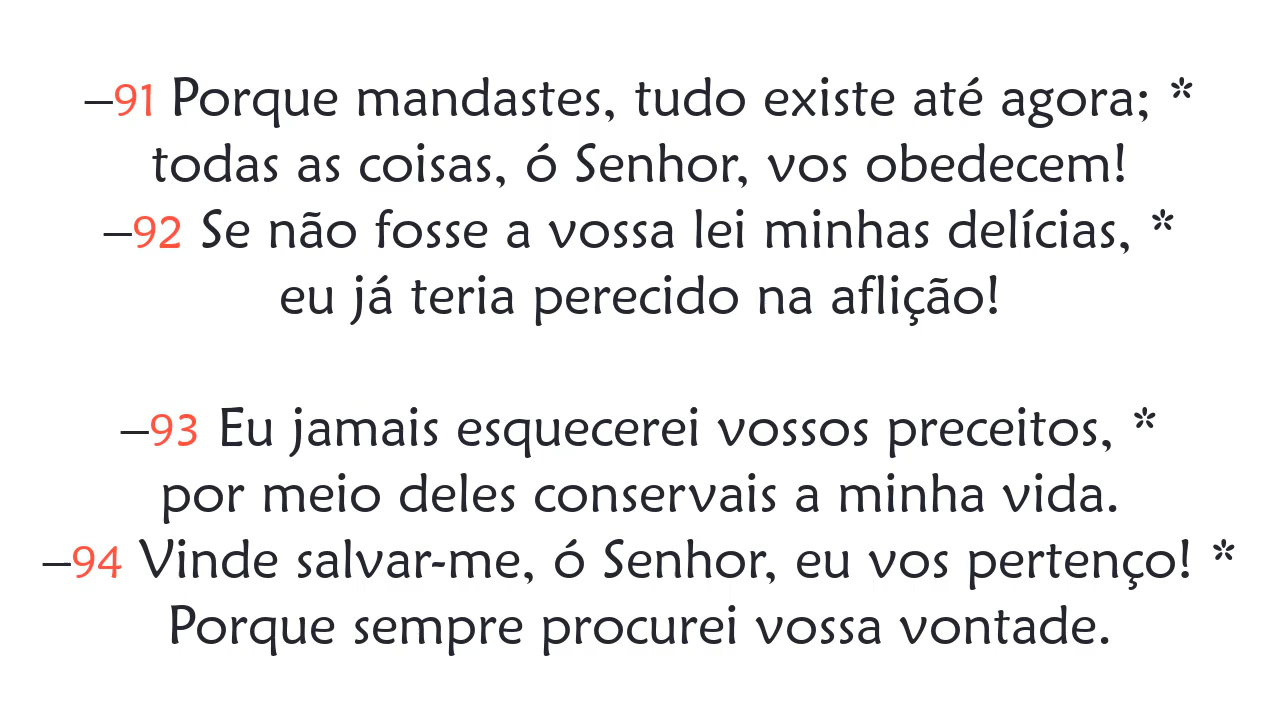 –91 Porque mandastes, tudo existe até agora; *
todas as coisas, ó Senhor, vos obedecem!
–92 Se não fosse a vossa lei minhas delícias, *
eu já teria perecido na aflição!
–93 Eu jamais esquecerei vossos preceitos, *
por meio deles conservais a minha vida.
–94 Vinde salvar-me, ó Senhor, eu vos pertenço! *
Porque sempre procurei vossa vontade.